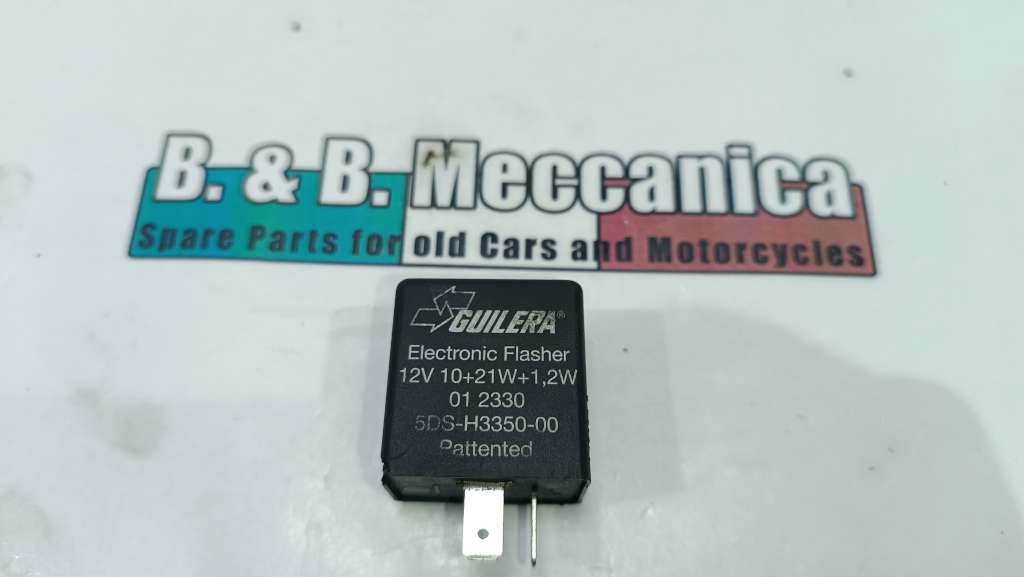 B. & B. Meccanica
Spare Parts for old Cars and Motorcycles
GUILERA®
Electronic Flasher
12V 10+21W+1,2W
01 2330
5DS-H3350-00
Pattented